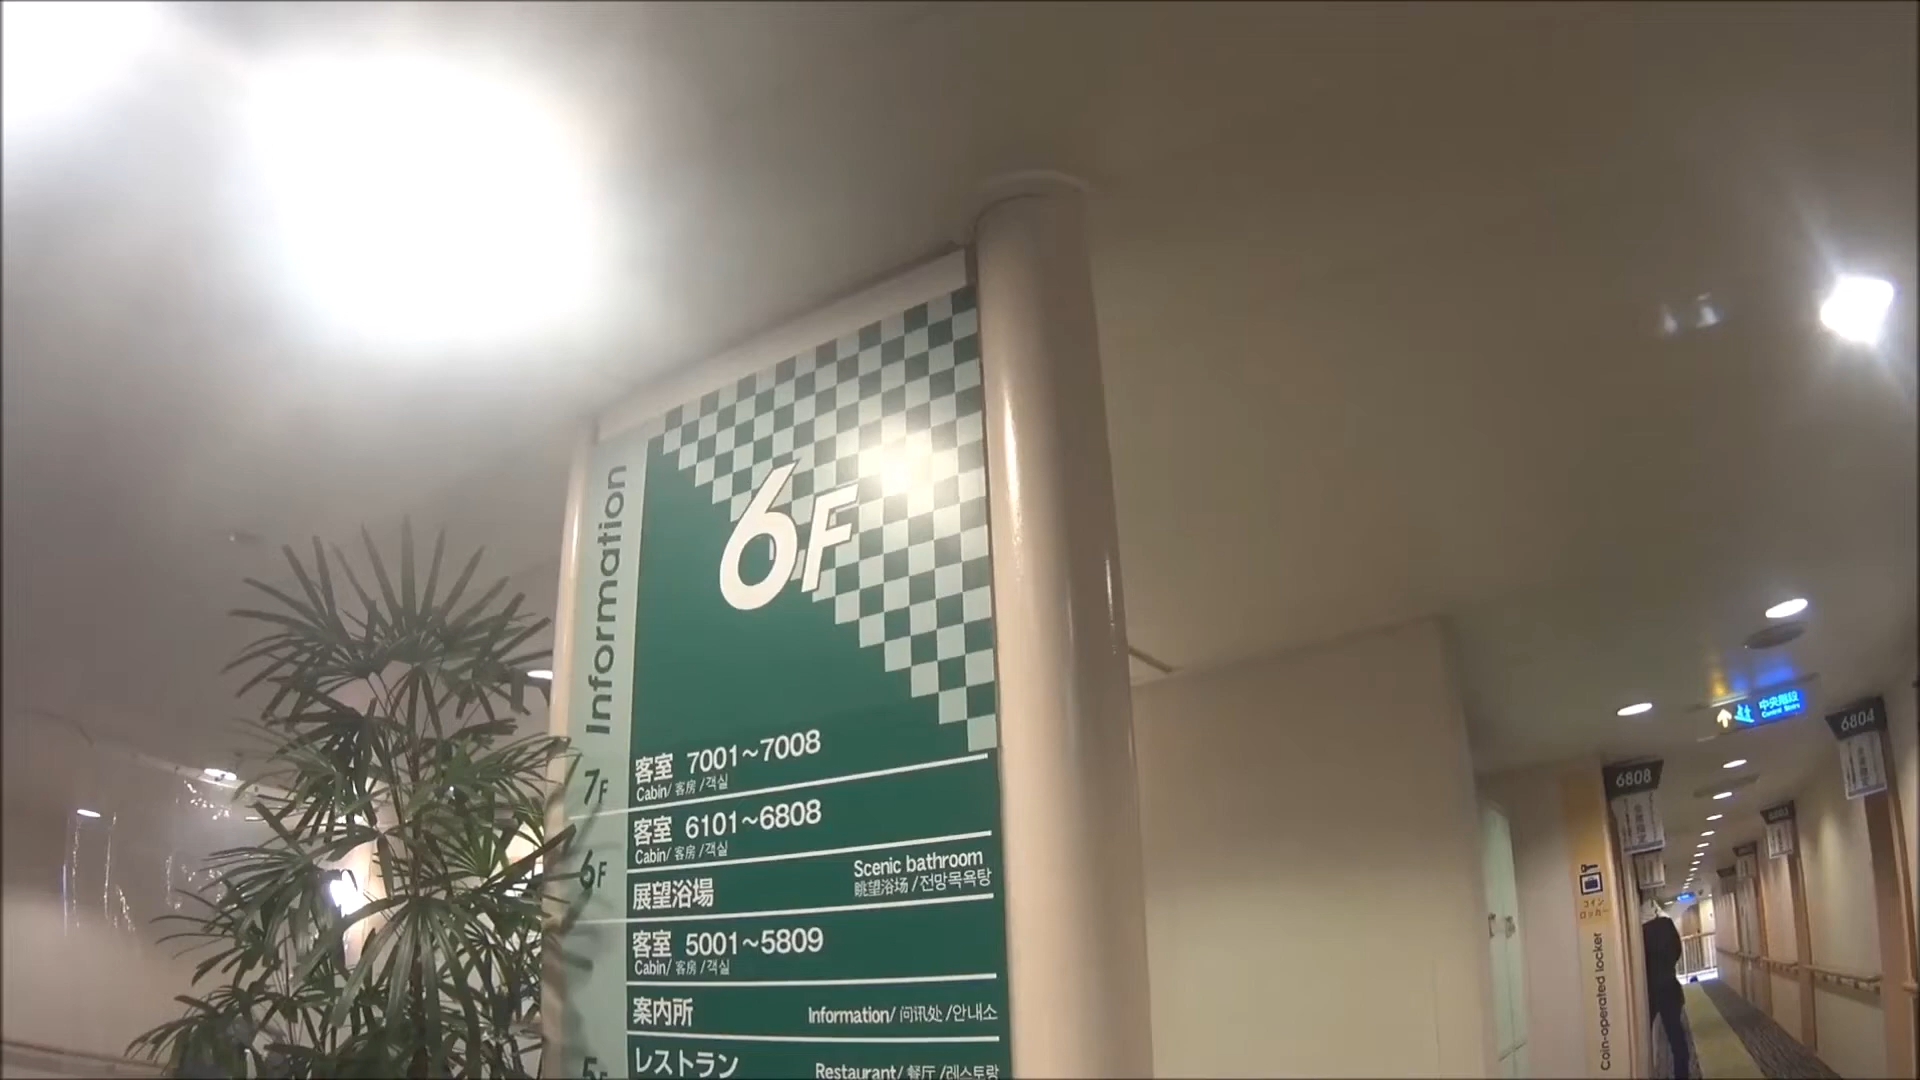 Information
6F
7F
客室 7001~7008
Cabin/ 客房 /객실
6F
客室 6101~6808
Cabin/ 客房 /객실
展望浴場 Scenic bathroom
眺望浴场 /전망목욕탕
客室 5001~5809
Cabin/ 客房 /객실
案内所 Information/ 问讯处 /안내소
5F
レストラン Restaurant/ 餐厅 /레스토랑
中央階段
Central Stairs
6804
6808
コイン
ロッカー
Coin-operated locker